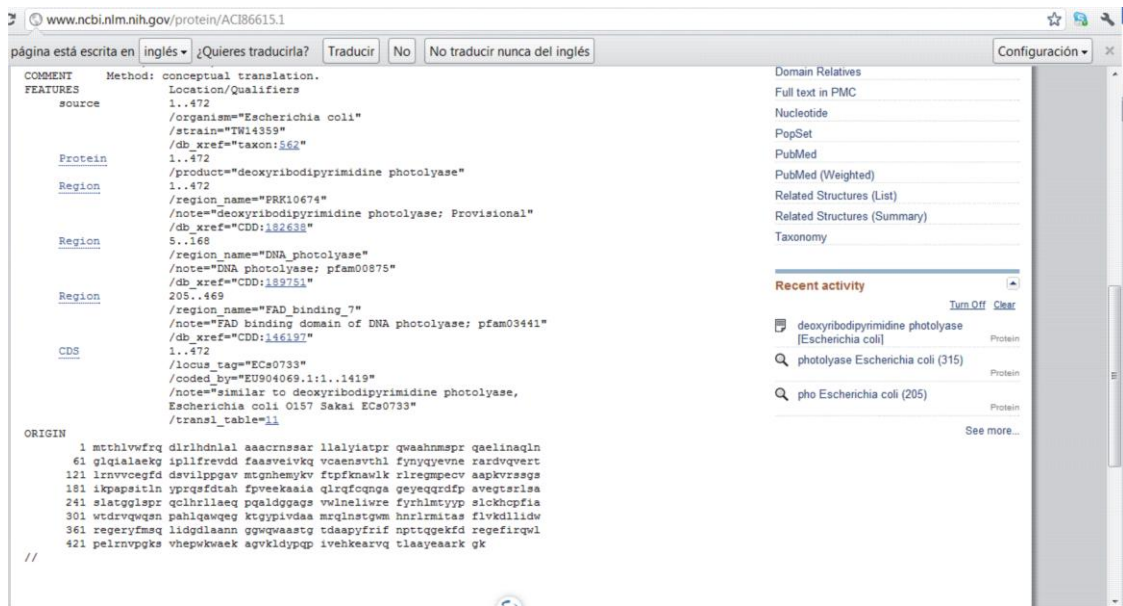 www.ncbi.nlm.nih.gov/protein/ACI86615.1
página está escrita en inglés ¿Quieres traducirla? Traducir No No traducir nunca del inglés Configuración
COMMENT Method: conceptual translation.
FEATURES Location/Qualifiers
source 1..472
/organism="Escherichia coli"
/strain="TW14359"
/db_xref="taxon:562"
Protein 1..472
/product="deoxyribodipyrimidine photolyase"
Region 1..472
/region_name="PRK10674"
/note="deoxyribodipyrimidine photolyase; Provisional"
/db_xref="CDD:182638"
Region 5..168
/region_name="DNA_photolyase"
/note="DNA photolyase; pfam00875"
/db_xref="CDD:189751"
Region 205..469
/region_name="FAD_binding_7"
/note="FAD binding domain of DNA photolyase; pfam03441"
/db_xref="CDD:146197"
CDS 1..472
/locus_tag="ECs0733"
/coded_by="EU904069.1:1..1419"
/note="similar to deoxyribodipyrimidine photolyase,
Escherichia coli O157 Sakai ECs0733"
/transl_table=11
ORIGIN
1 mtthlvwfrq dlrlhdnlal aaacrnssar llalyiatpr qwaahnmspr qaelinaqln
61 glqialaekg ipllfrevdd faasveivkq vcaensvthl fynyqyevne rardvqvert
121 lrnvvcegfd dsvilppgav mtgnhemykv ftpfknawlk rlregmpecv aapkvrssgs
181 ikpapsitln yprqsfdtah fpveekaaia qlrqfcqnga geyeqqrdfp avegtsrlsa
241 slatgglspr qclhrllaeq pqaldggags vwlneliwre fyrhlmtyyp slckhcpfia
301 wtdrvqwqsn pahlqawqeg ktgypivdaa mrqlnstgwm hnrlrmitas flvkdllidw
361 regeryfmsq lidgdlaann ggwqwaastg tdaapyfrif npttqgekfd regefirqwl
421 pelrnvpgks vhepwkwaek agvkldypqp ivehkearvq tlaayeaark gk
//
Domain Relatives
Full text in PMC
Nucleotide
PopSet
PubMed
PubMed (Weighted)
Related Structures (List)
Related Structures (Summary)
Taxonomy
Recent activity
Turn Off Clear
deoxyribodipyrimidine photolyase
[Escherichia coli] Protein
photolyase Escherichia coli (315)
Protein
pho Escherichia coli (205)
Protein
See more...